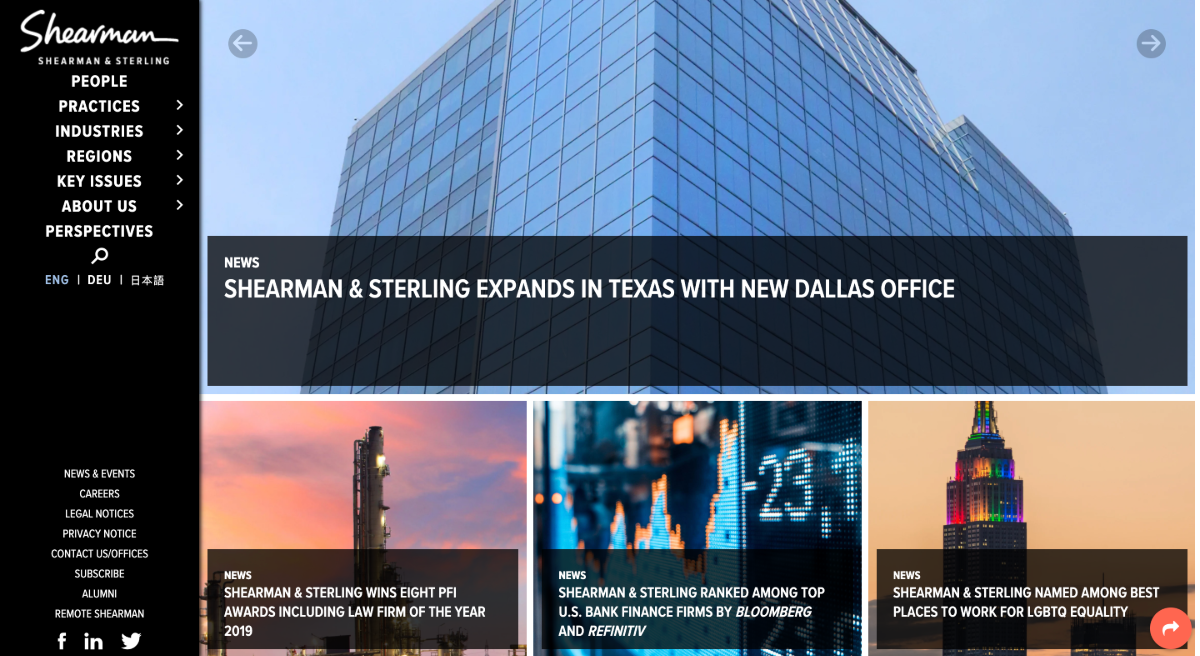 Shearman
SHEARMAN & STERLING
PEOPLE
PRACTICES
INDUSTRIES
REGIONS
KEY ISSUES
ABOUT US
PERSPECTIVES
ENG | DEU | 日本語
NEWS & EVENTS
CAREERS
LEGAL NOTICES
PRIVACY NOTICE
CONTACT US/OFFICES
SUBSCRIBE
ALUMNI
REMOTE SHEARMAN
NEWS
SHEARMAN & STERLING EXPANDS IN TEXAS WITH NEW DALLAS OFFICE
NEWS
SHEARMAN & STERLING WINS EIGHT PFI
AWARDS INCLUDING LAW FIRM OF THE YEAR
2019
-23
NEWS
SHEARMAN & STERLING RANKED AMONG TOP
U.S. BANK FINANCE FIRMS BY BLOOMBERG
AND REFINITIV
NEWS
SHEARMAN & STERLING NAMED AMONG BEST
PLACES TO WORK FOR LGBTQ EQUALITY